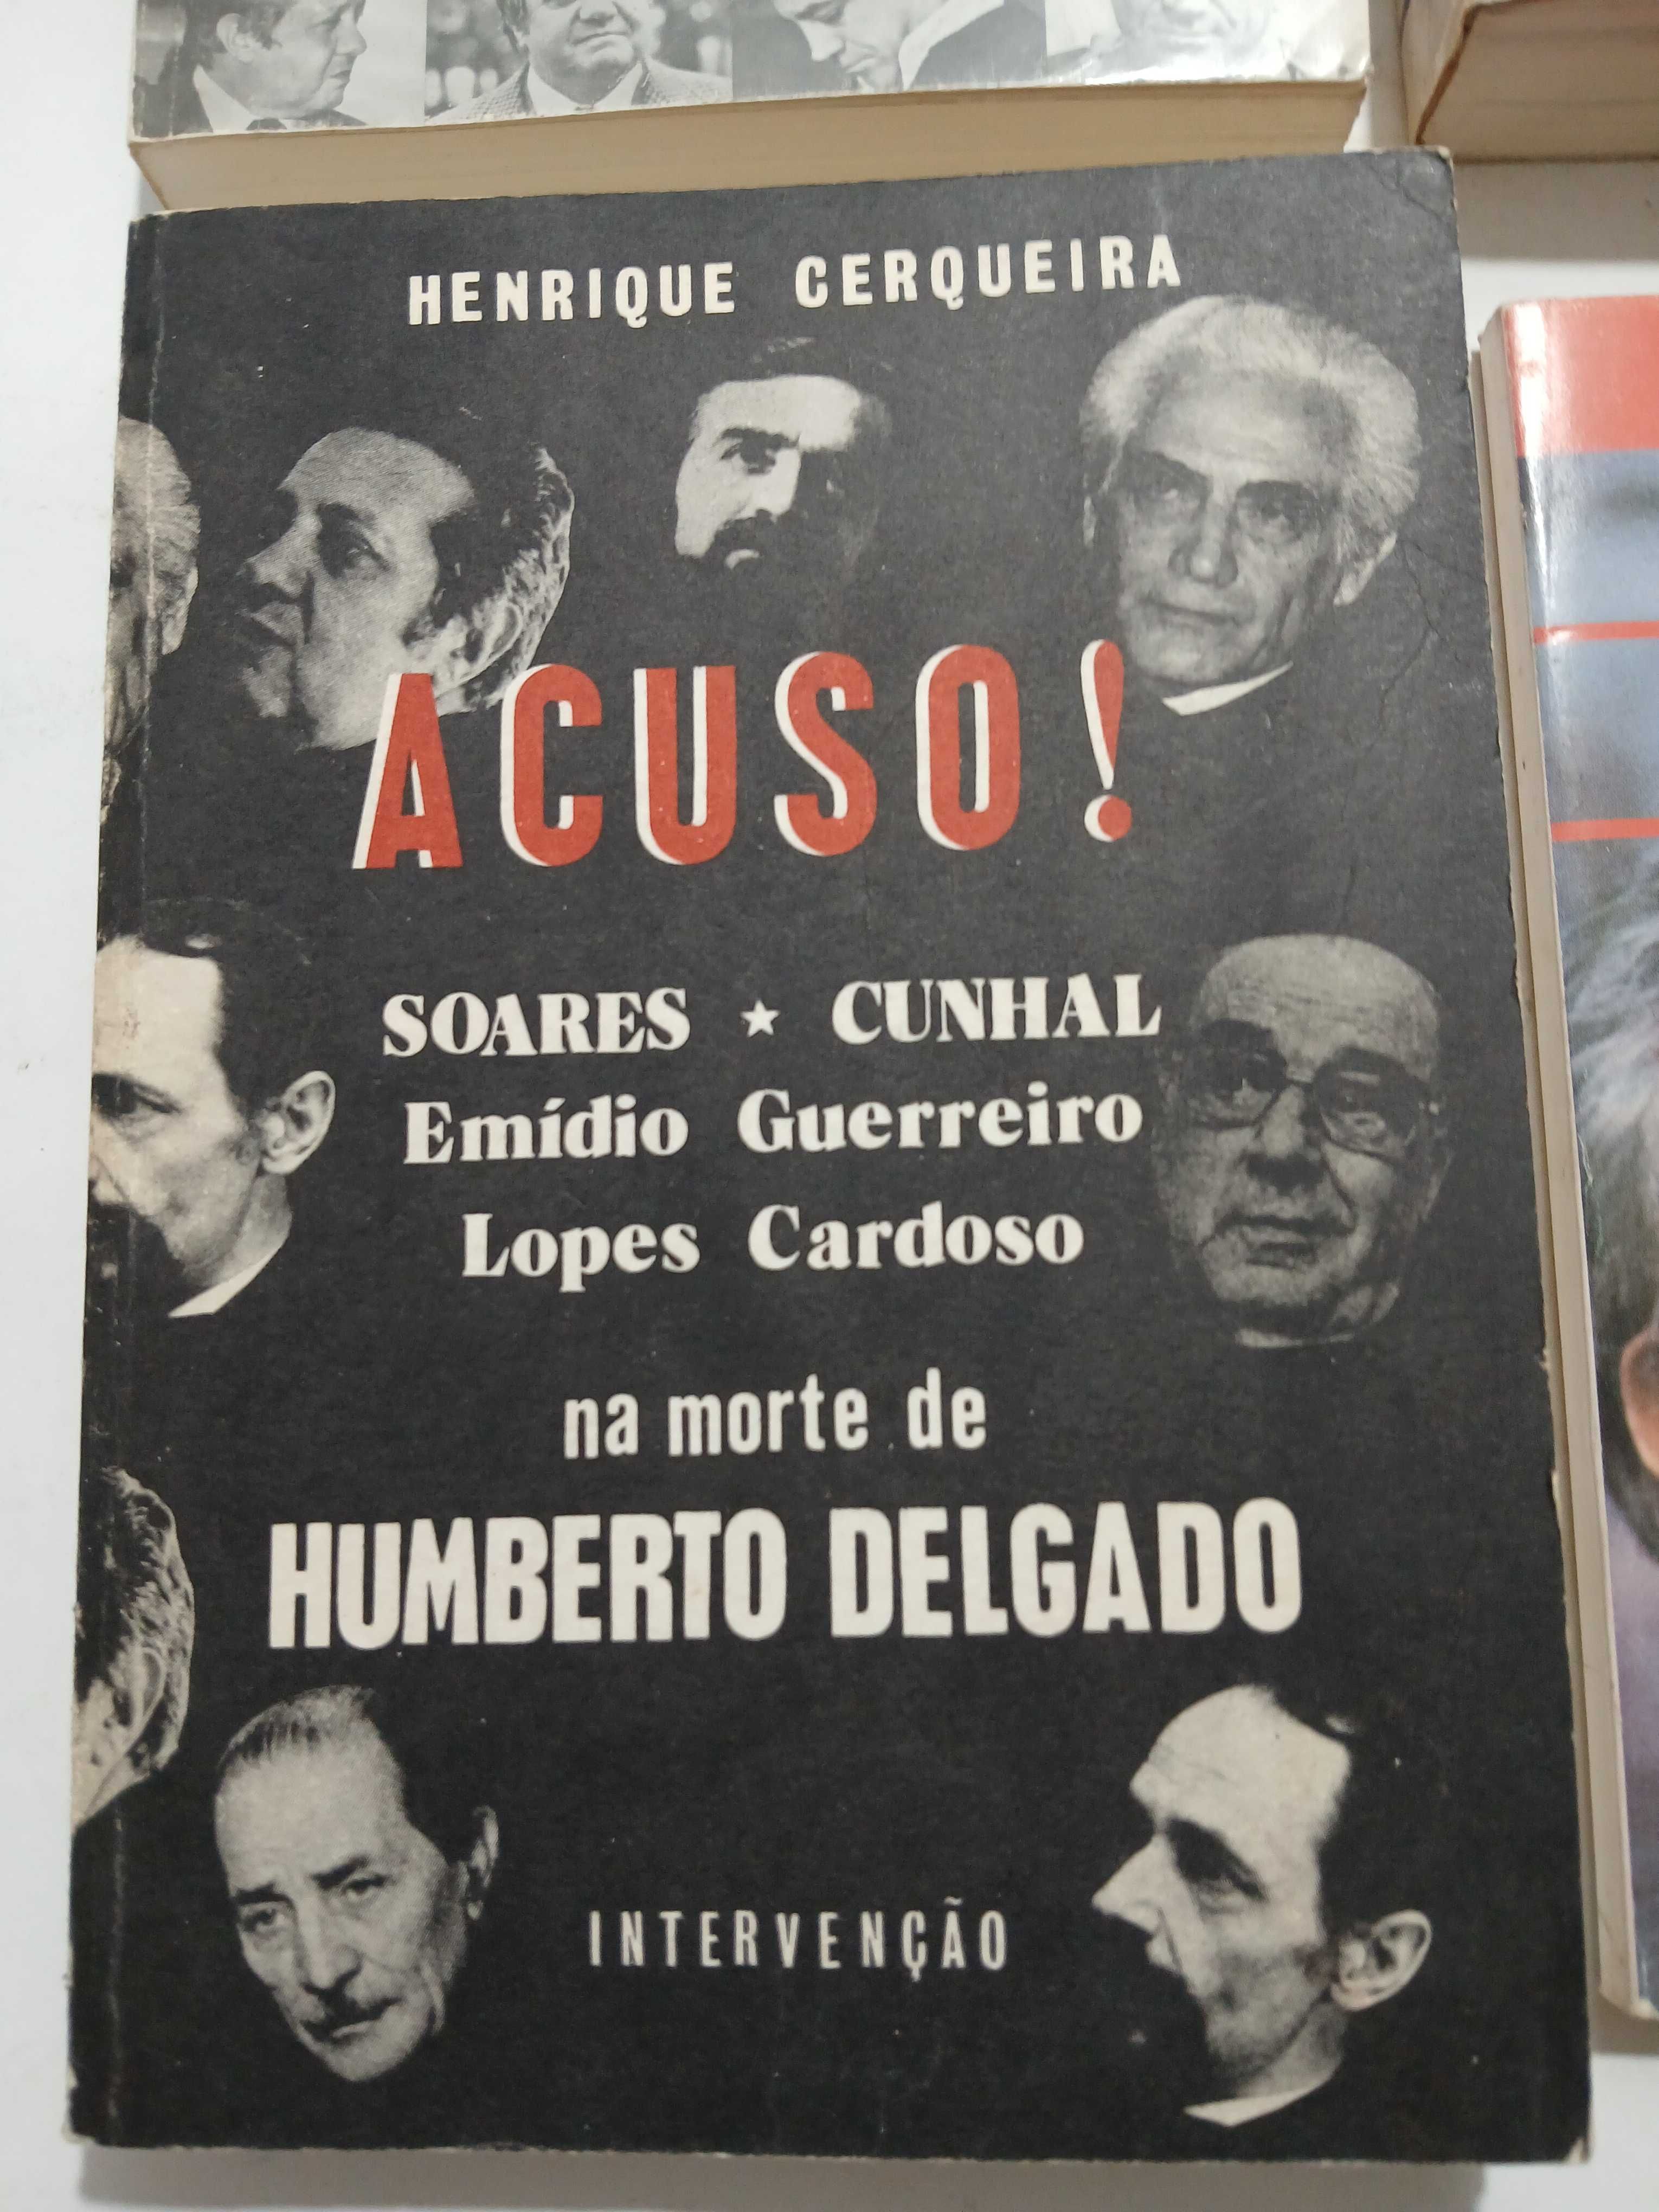 HENRIQUE CERQUEIRA
ACUSO!
SOARES ★ CUNHAL
Emídio Guerreiro
Lopes Cardoso
na morte de
HUMBERTO DELGADO
INTERVENÇÃO